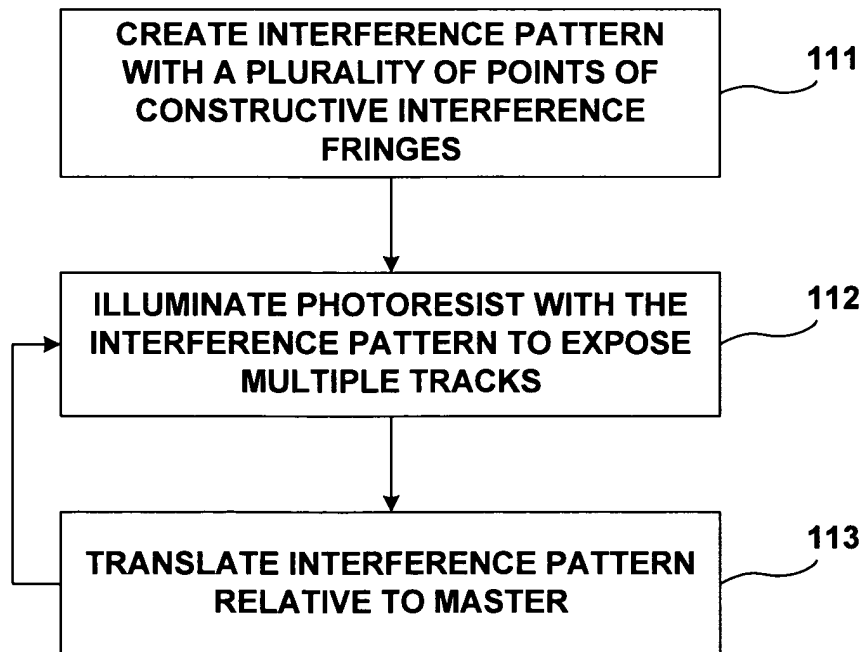 CREATE INTERFERENCE PATTERN
WITH A PLURALITY OF POINTS OF
CONSTRUCTIVE INTERFERENCE
FRINGES
111
ILLUMINATE PHOTORESIST WITH THE
INTERFERENCE PATTERN TO EXPOSE
MULTIPLE TRACKS
112
TRANSLATE INTERFERENCE PATTERN
RELATIVE TO MASTER
113